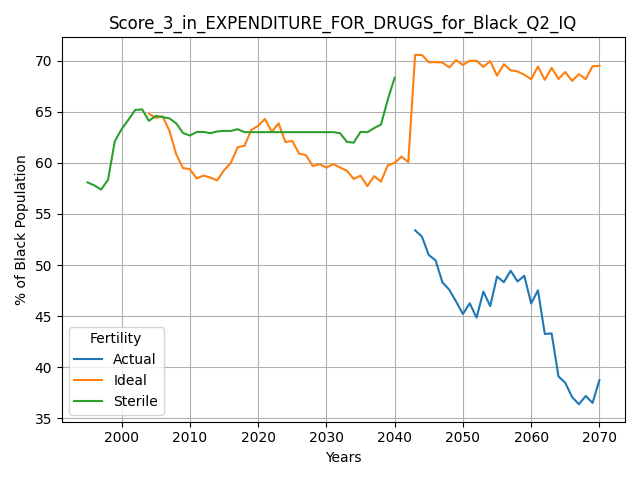 Score_3_in_EXPENDITURE_FOR_DRUGS_for_Black_Q2_IQ
% of Black Population
70
65
60
55
50
45
40
35
Fertility
Actual
Ideal
Sterile
2000 2010 2020 2030 2040 2050 2060 2070
Years